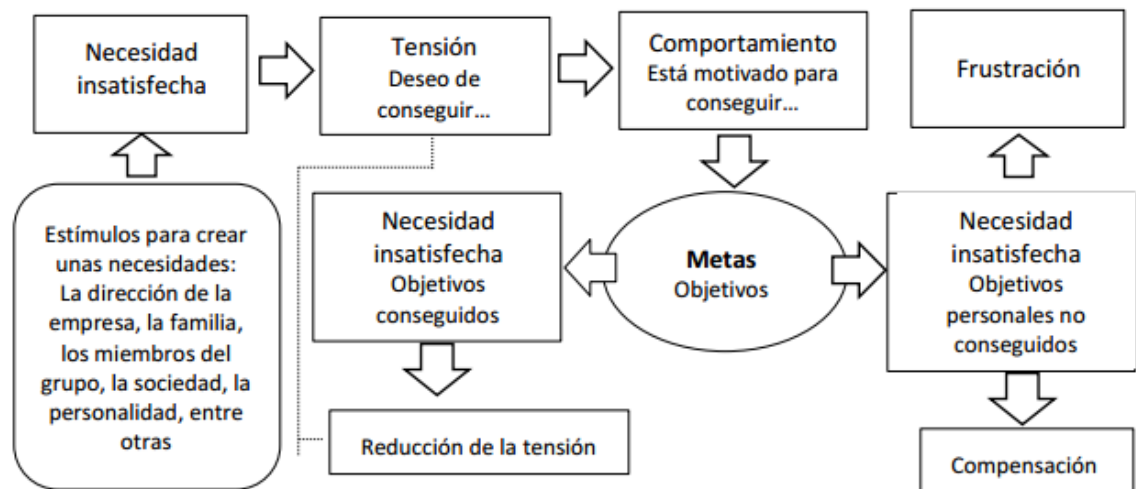 Necesidad
insatisfecha
Tensión
Deseo de
conseguir...
Comportamiento
Está motivado para
conseguir...
Frustración
Estímulos para crear
unas necesidades:
La dirección de la
empresa, la familia,
los miembros del
grupo, la sociedad, la
personalidad, entre
otras
Necesidad
insatisfecha
Objetivos
conseguidos
Metas
Objetivos
Necesidad
insatisfecha
Objetivos
personales no
conseguidos
Reducción de la tensión
Compensación